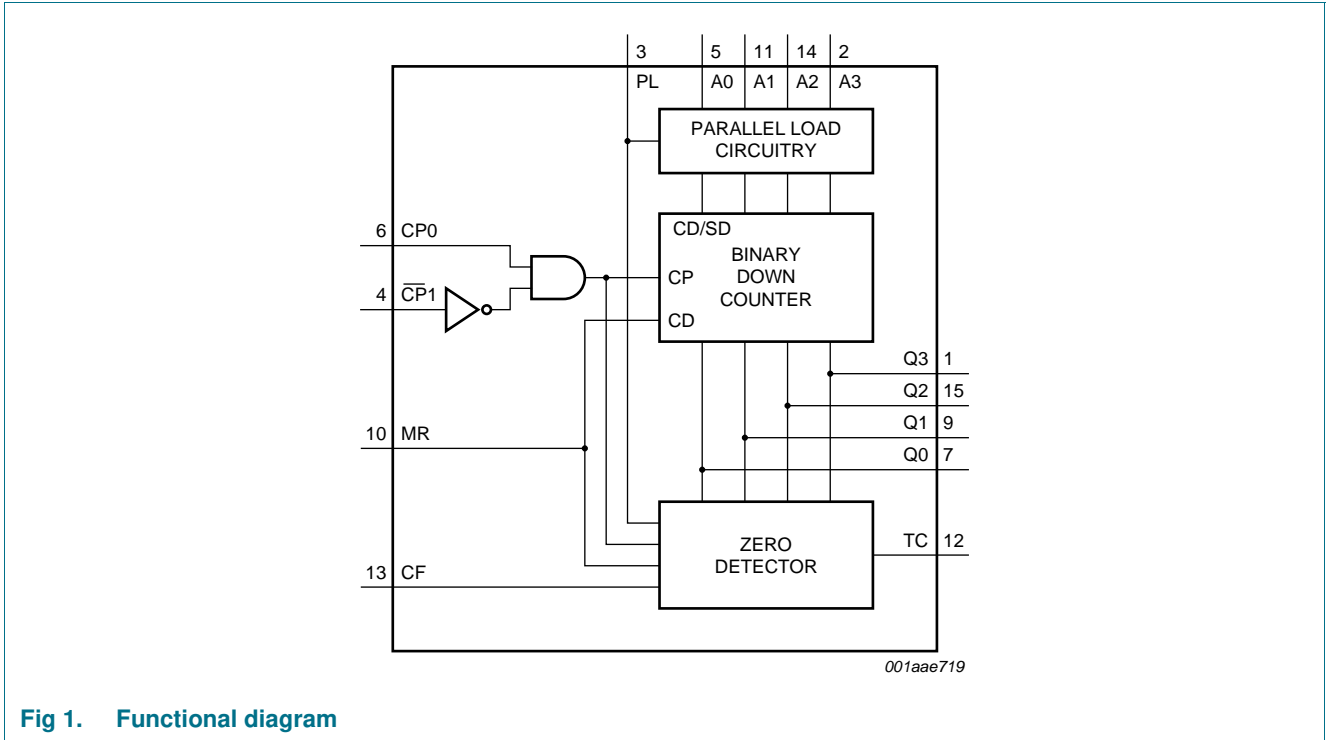 3 5 11 14 2
PL A0 A1 A2 A3
PARALLEL LOAD
CIRCUITRY
CD/SD
6 CP0
BINARY
CP DOWN
4 C̅P̅1
COUNTER
CD
Q3 1
Q2 15
Q1 9
10 MR
Q0 7
ZERO
TC 12
DETECTOR
13 CF
001aae719
Fig 1. Functional diagram